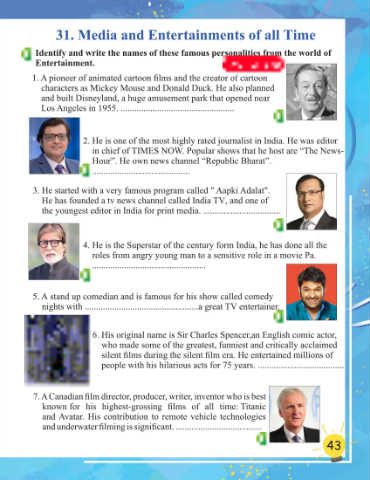 31. Media and Entertainments of all Time
Identify and write the names of these famous personalities from the world of
Entertainment.
1. A pioneer of animated cartoon films and the creator of cartoon
characters as Mickey Mouse and Donald Duck. He also planned
and built Disneyland, a huge amusement park that opened near
Los Angeles in 1955. ....................................................
2. He is one of the most highly rated journalist in India. He was editor
in chief of TIMES NOW. Popular shows that he host are “The News-
Hour”. He own news channel “Republic Bharat”.
............................................
3. He started with a very famous program called " Aapki Adalat".
He has founded a tv news channel called India TV, and one of
the youngest editor in India for print media. ..................................
4. He is the Superstar of the century form India, he has done all the
roles from angry young man to a sensitive role in a movie Pa.
....................................................
5. A stand up comedian and is famous for his show called comedy
nights with ....................................................a great TV entertainer.
6. His original name is Sir Charles Spencer,an English comic actor,
who made some of the greatest, funniest and critically acclaimed
silent films during the silent film era. He entertained millions of
people with his hilarious acts for 75 years. .......................................
7. A Canadian film director, producer, writer, inventor who is best
known for his highest-grossing films of all time: Titanic
and Avatar. His contribution to remote vehicle technologies
and underwater filming is significant. .......................................
43